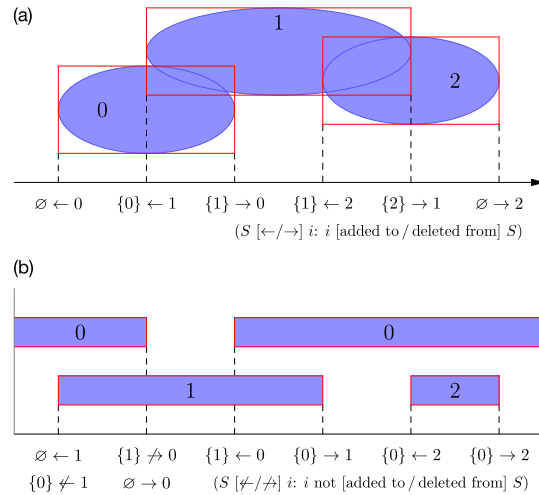 (a)
1
0
2
∅ ← 0 {0} ← 1 {1} → 0 {1} ← 2 {2} → 1 ∅ → 2
(S [←/→] i: i [added to / deleted from] S)
(b)
0 0
1 2
∅ ← 1 {1} ↛ 0 {1} ← 0 {0} → 1 {0} ← 2 {0} → 2
{0} ↚ 1 ∅ → 0 (S [↚/↛] i: i not [added to / deleted from] S)